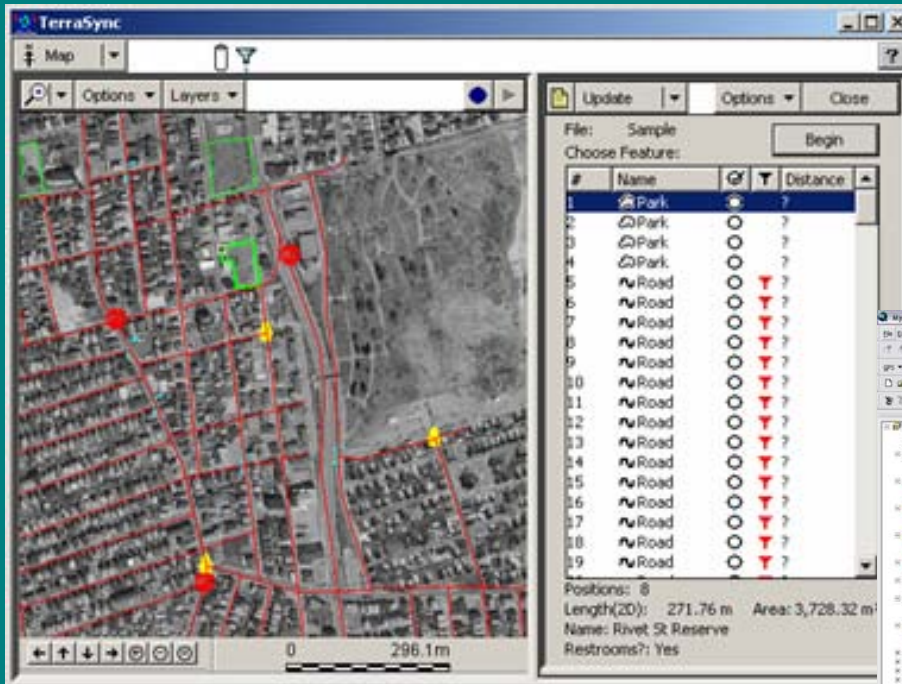 TerraSync
Map
Options Layers
0 296.1m
Update Options Close
File: Sample
Begin
Choose Feature:
# Name Distance
1 Park ?
2 Park ?
3 Park ?
4 Park ?
5 Road ?
6 Road ?
7 Road ?
8 Road ?
9 Road ?
10 Road ?
11 Road ?
12 Road ?
13 Road ?
14 Road ?
15 Road ?
16 Road ?
17 Road ?
18 Road ?
19 Road ?
Positions: 8
Length(2D): 271.76 m Area: 3,728.32 m²
Name: Rivet St Reserve
Restrooms?: Yes